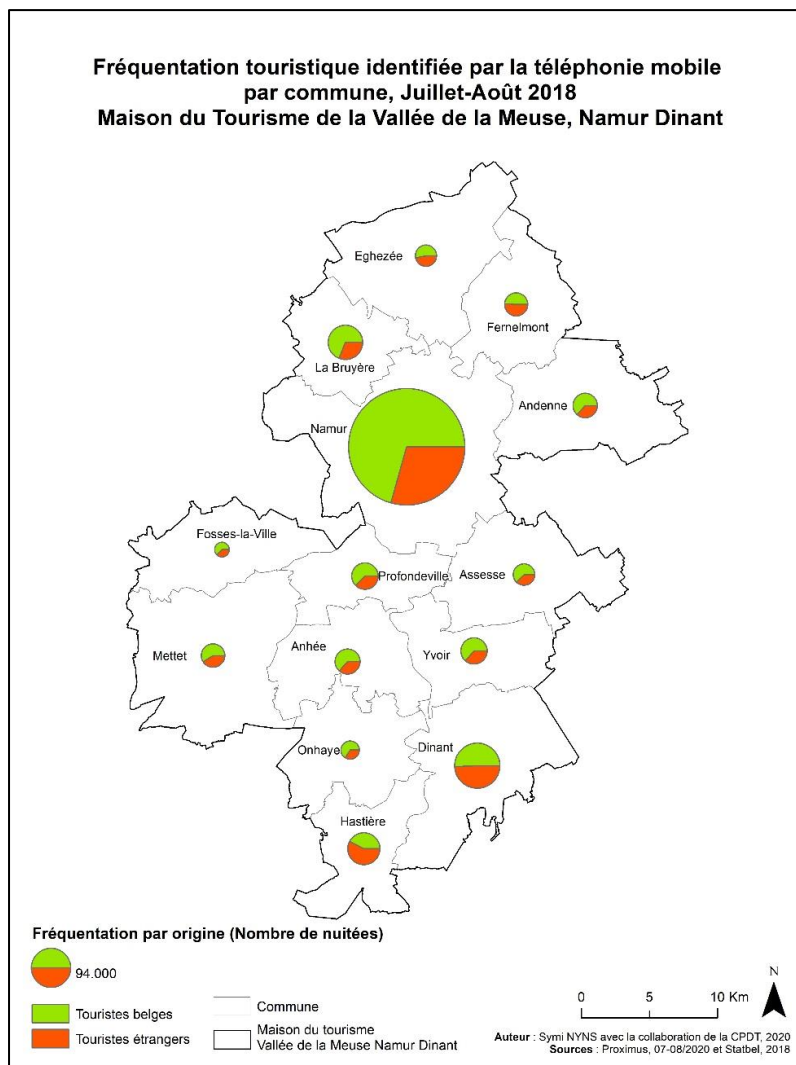 Fréquentation touristique identifiée par la téléphonie mobile
par commune, Juillet-Août 2018
Maison du Tourisme de la Vallée de la Meuse, Namur Dinant
Eghezée
Fernelmont
La Bruyère
Andenne
Namur
Fosses-la-Ville
Profondeville
Assesse
Mettet
Anhée
Yvoir
Onhaye
Dinant
Hastière
Fréquentation par origine (Nombre de nuitées)
94.000
Touristes belges
Touristes étrangers
Commune
Maison du tourisme
Vallée de la Meuse Namur Dinant
0 5 10 Km
N
Auteur : Symi NYNS avec la collaboration de la CPDT, 2020
Sources : Proximus, 07-08/2020 et Statbel, 2018